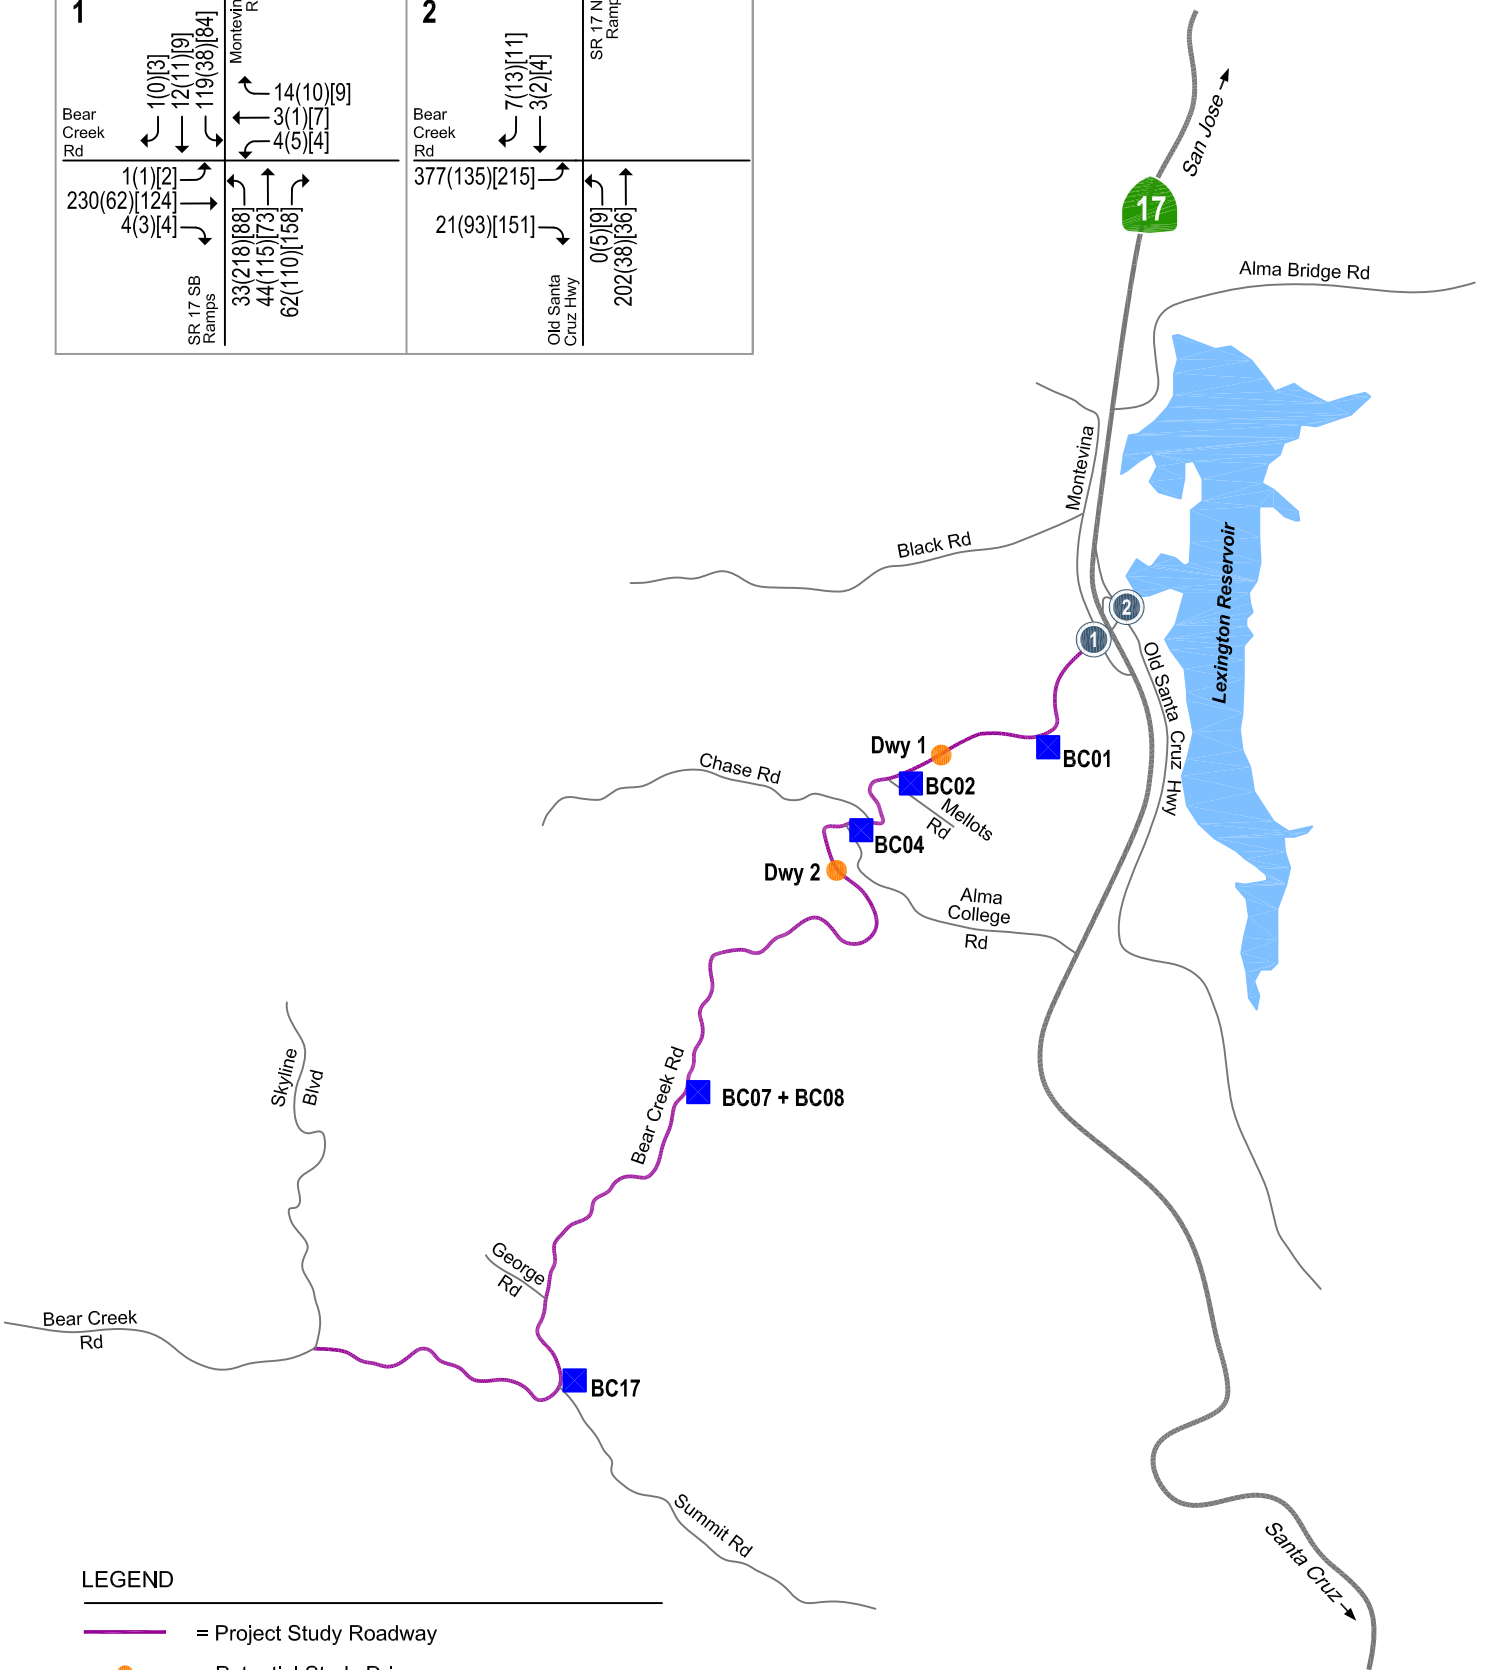 1
Montevin
R
1(0)[3]
12(11)[9]
119(38)[84]
14(10)[9]
3(1)[7]
4(5)[4]
Bear
Creek
Rd
1(1)[2]
230(62)[124]
4(3)[4]
33(218)[88]
44(115)[73]
62(110)[158]
SR 17 SB
Ramps
2
SR 17 N
Ramp
7(13)[11]
3(2)[4]
Bear
Creek
Rd
377(135)[215]
21(93)[151]
0(5)[9]
202(38)[36]
Old Santa
Cruz Hwy
San Jose
17
Alma Bridge Rd
Montevina
Black Rd
Lexington Reservoir
2
1
Old Santa Cruz Hwy
Dwy 1
BC01
Chase Rd
BC02
Mellots
Rd
BC04
Dwy 2
Alma
College
Rd
Skyline
Blvd
Bear Creek Rd
BC07 + BC08
George
Rd
Bear Creek
Rd
BC17
Summit Rd
Santa Cruz
LEGEND
= Project Study Roadway